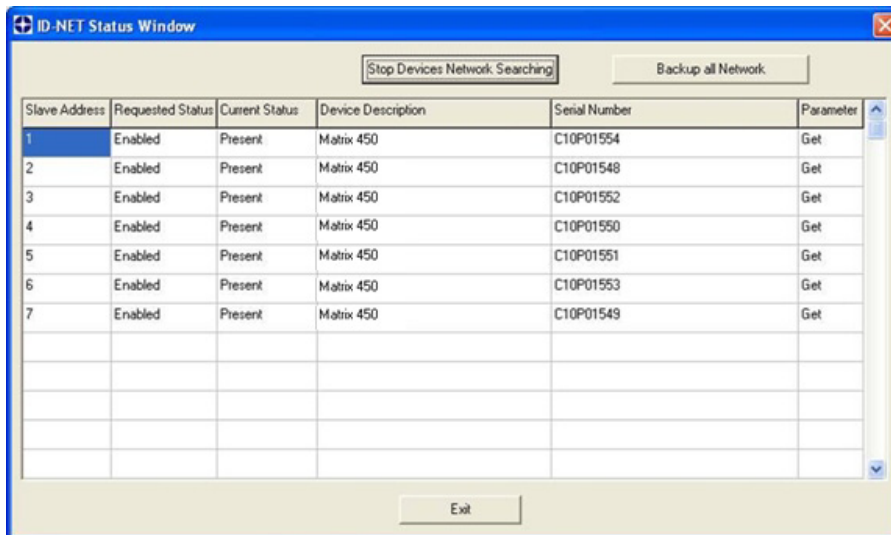 ID-NET Status Window
Stop Devices Network Searching Backup all Network
Slave Address Requested Status Current Status Device Description Serial Number Parameter
1 Enabled Present Matrix 450 C10P01554 Get
2 Enabled Present Matrix 450 C10P01548 Get
3 Enabled Present Matrix 450 C10P01552 Get
4 Enabled Present Matrix 450 C10P01550 Get
5 Enabled Present Matrix 450 C10P01551 Get
6 Enabled Present Matrix 450 C10P01553 Get
7 Enabled Present Matrix 450 C10P01549 Get
Exit